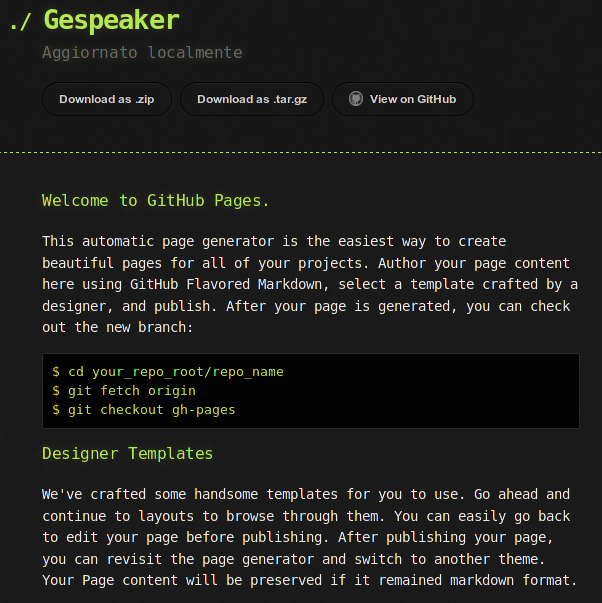 ./ Gespeaker
Aggiornato localmente
Download as .zip
Download as .tar.gz
View on GitHub
Welcome to GitHub Pages.
This automatic page generator is the easiest way to create
beautiful pages for all of your projects. Author your page content
here using GitHub Flavored Markdown, select a template crafted by a
designer, and publish. After your page is generated, you can check
out the new branch:
$ cd your_repo_root/repo_name
$ git fetch origin
$ git checkout gh-pages
Designer Templates
We've crafted some handsome templates for you to use. Go ahead and
continue to layouts to browse through them. You can easily go back
to edit your page before publishing. After publishing your page,
you can revisit the page generator and switch to another theme.
Your Page content will be preserved if it remained markdown format.